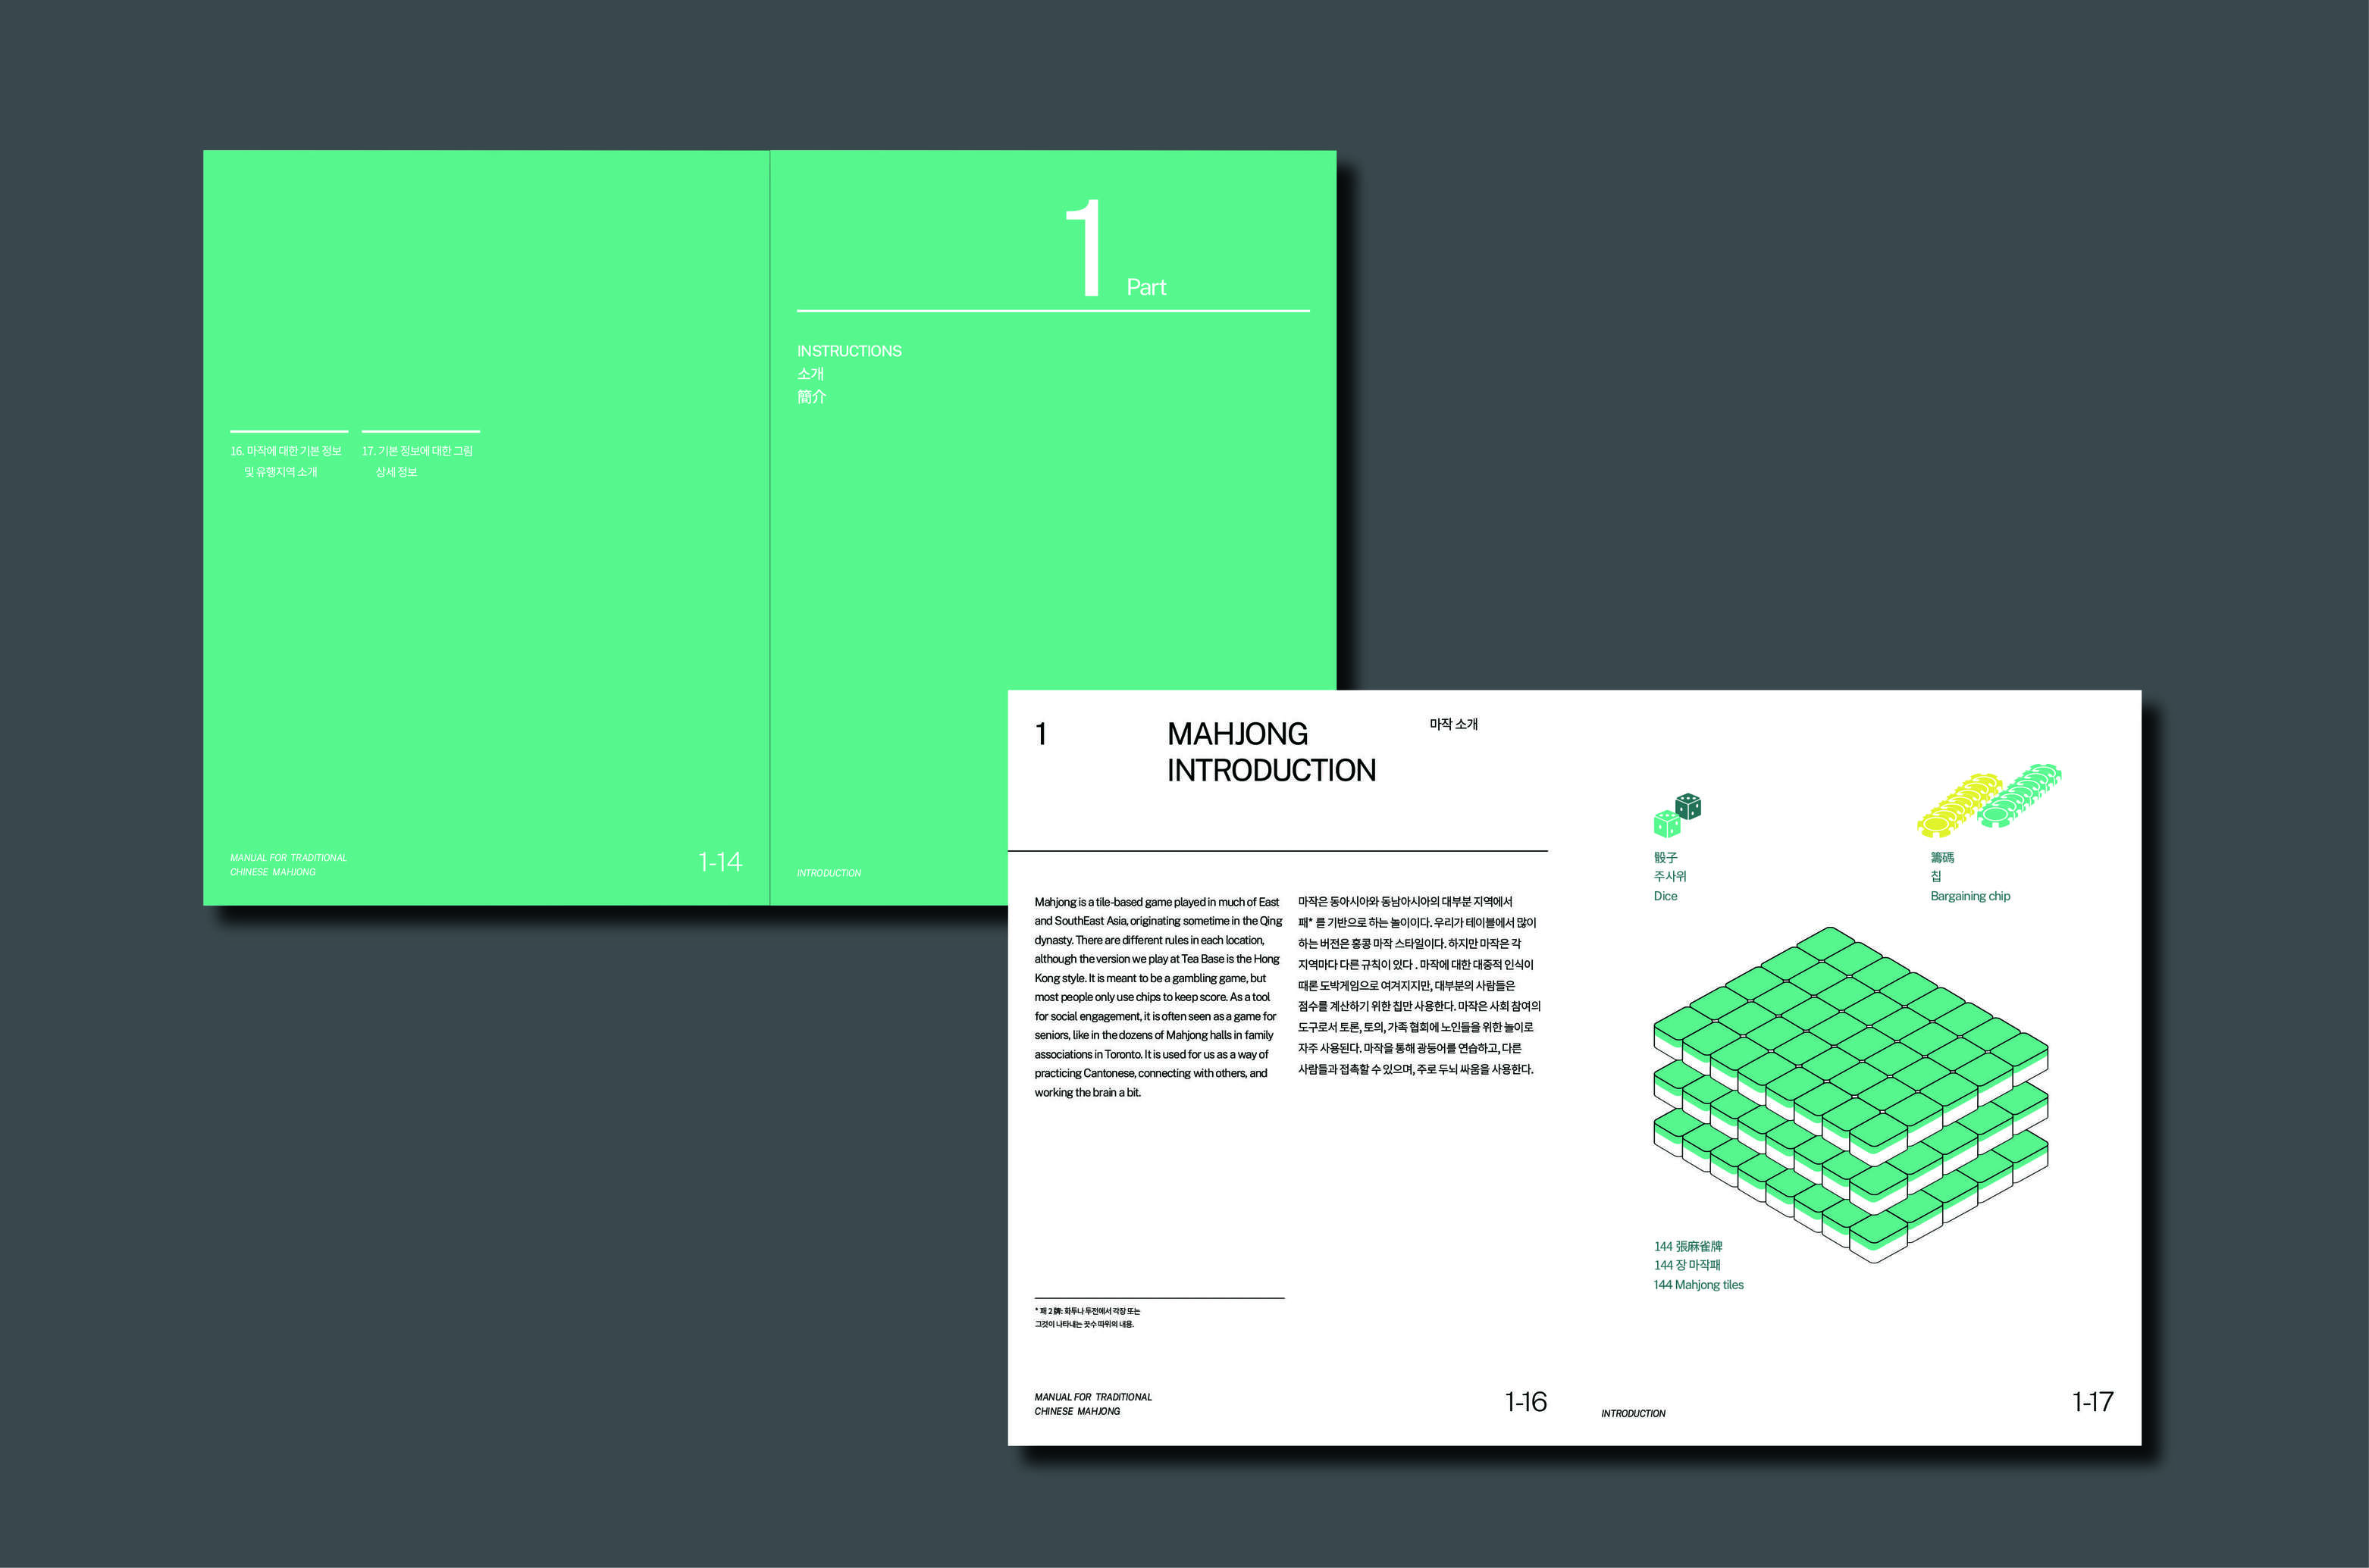 1
Part
INSTRUCTIONS
소개
簡介
16. 마작에 대한 기본 정보
및 유행지역 소개
17. 기본 정보에 대한 그림
상세 정보
MANUAL FOR TRADITIONAL
CHINESE MAHJONG
1-14
INTRODUCTION
1
MAHJONG
INTRODUCTION
마작 소개
Mahjong is a tile-based game played in much of East
and SouthEast Asia, originating sometime in the Qing
dynasty. There are different rules in each location,
although the version we play at Tea Base is the Hong
Kong style. It is meant to be a gambling game, but
most people only use chips to keep score. As a tool
for social engagement, it is often seen as a game for
seniors, like in the dozens of Mahjong halls in family
associations in Toronto. It is used for us as a way of
practicing Cantonese, connecting with others, and
working the brain a bit.
마작은 동아시아와 동남아시아의 대부분 지역에서
패* 를 기반으로 하는 놀이이다. 우리가 테이블에서 많이
하는 버전은 홍콩 마작 스타일이다. 하지만 마작은 각
지역마다 다른 규칙이 있다 . 마작에 대한 대중적 인식이
때론 도박게임으로 여겨지지만, 대부분의 사람들은
점수를 계산하기 위한 칩만 사용한다. 마작은 사회 참여의
도구로서 토론, 토의, 가족 협회에 노인들을 위한 놀이로
자주 사용된다. 마작을 통해 광둥어를 연습하고, 다른
사람들과 접촉할 수 있으며, 주로 두뇌 싸움을 사용한다.
* 패 2 牌: 화투나 투전에서 각장 또는
그것이 나타내는 끗수 따위의 내용.
MANUAL FOR TRADITIONAL
CHINESE MAHJONG
1-16
骰子
주사위
Dice
籌碼
칩
Bargaining chip
144 張麻雀牌
144 장 마작패
144 Mahjong tiles
INTRODUCTION
1-17